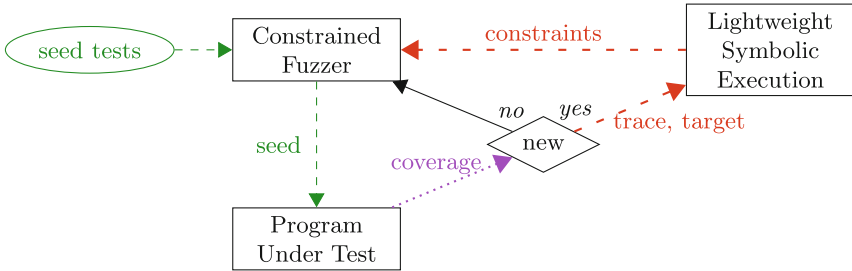 seed tests
Constrained
Fuzzer
constraints
Lightweight
Symbolic
Execution
no
yes
trace, target
new
seed
coverage
Program
Under Test